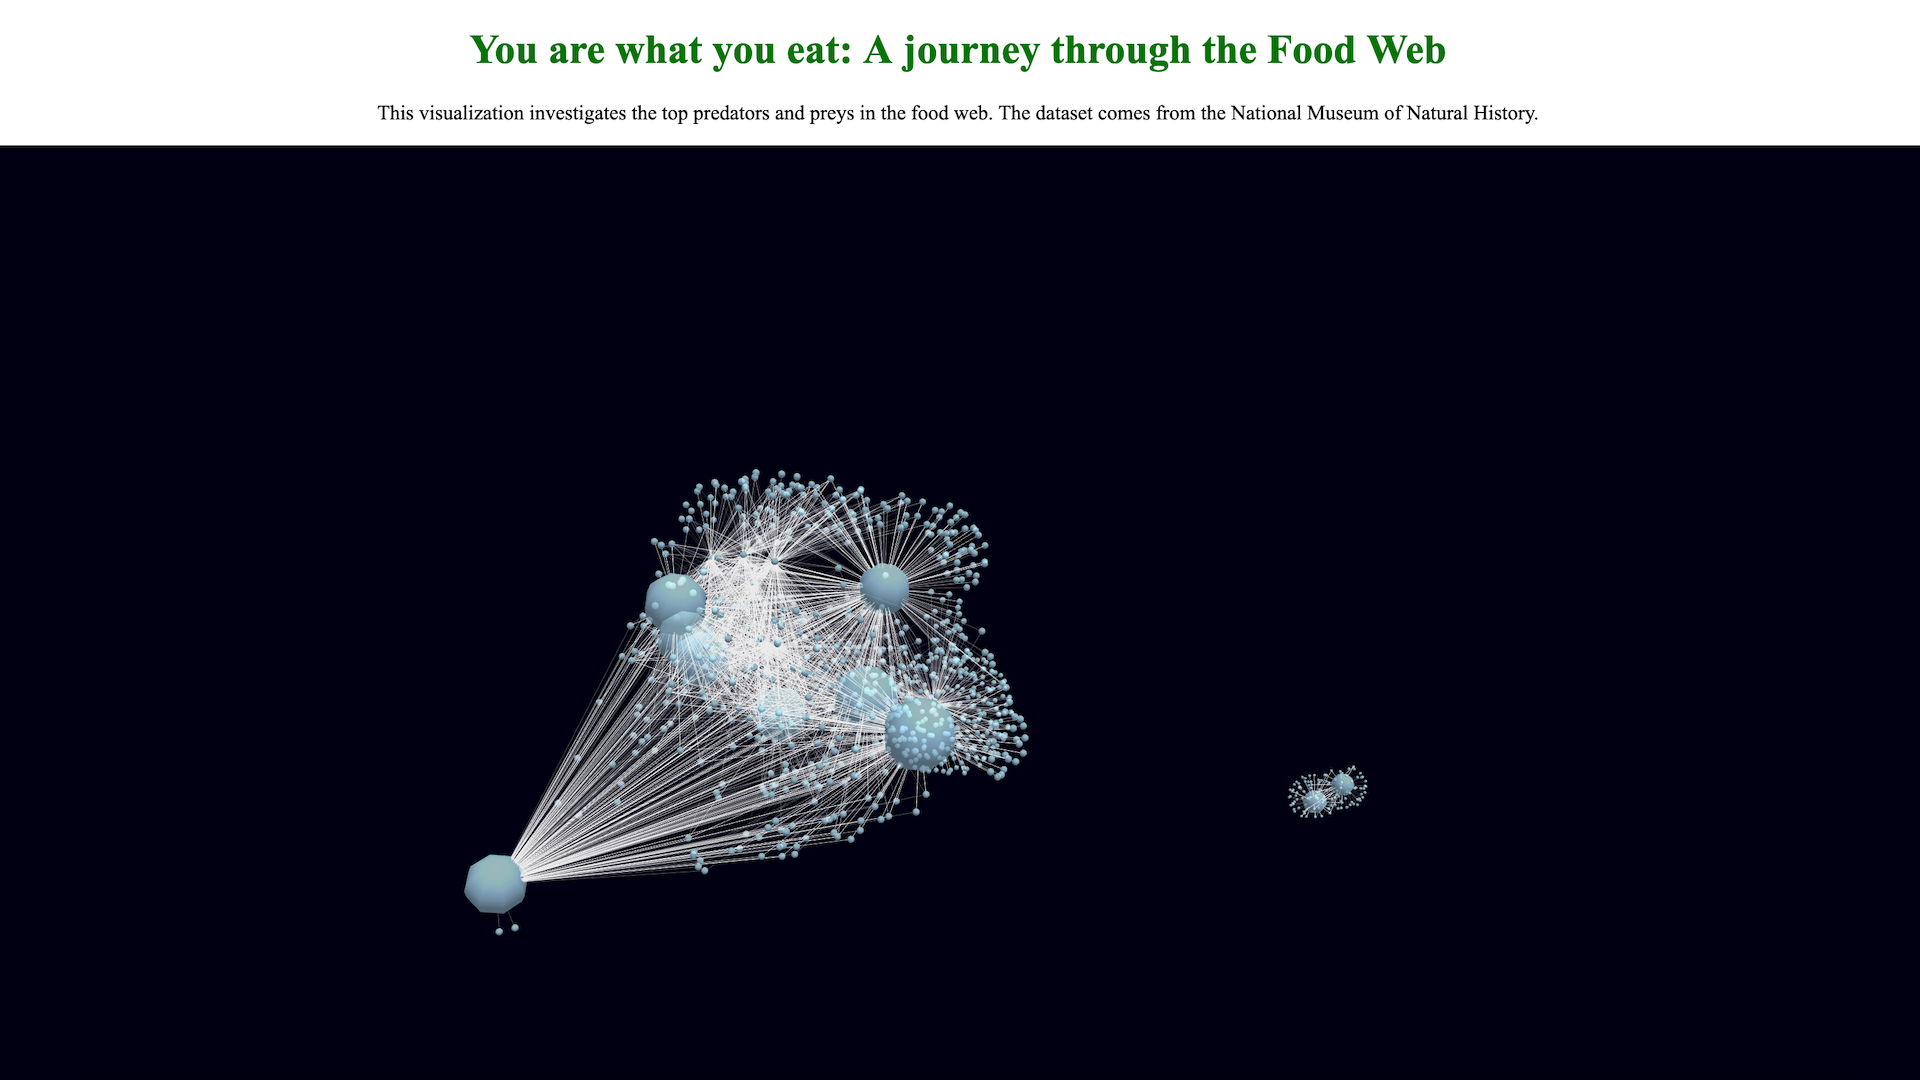 You are what you eat: A journey through the Food Web
This visualization investigates the top predators and preys in the food web. The dataset comes from the National Museum of Natural History.